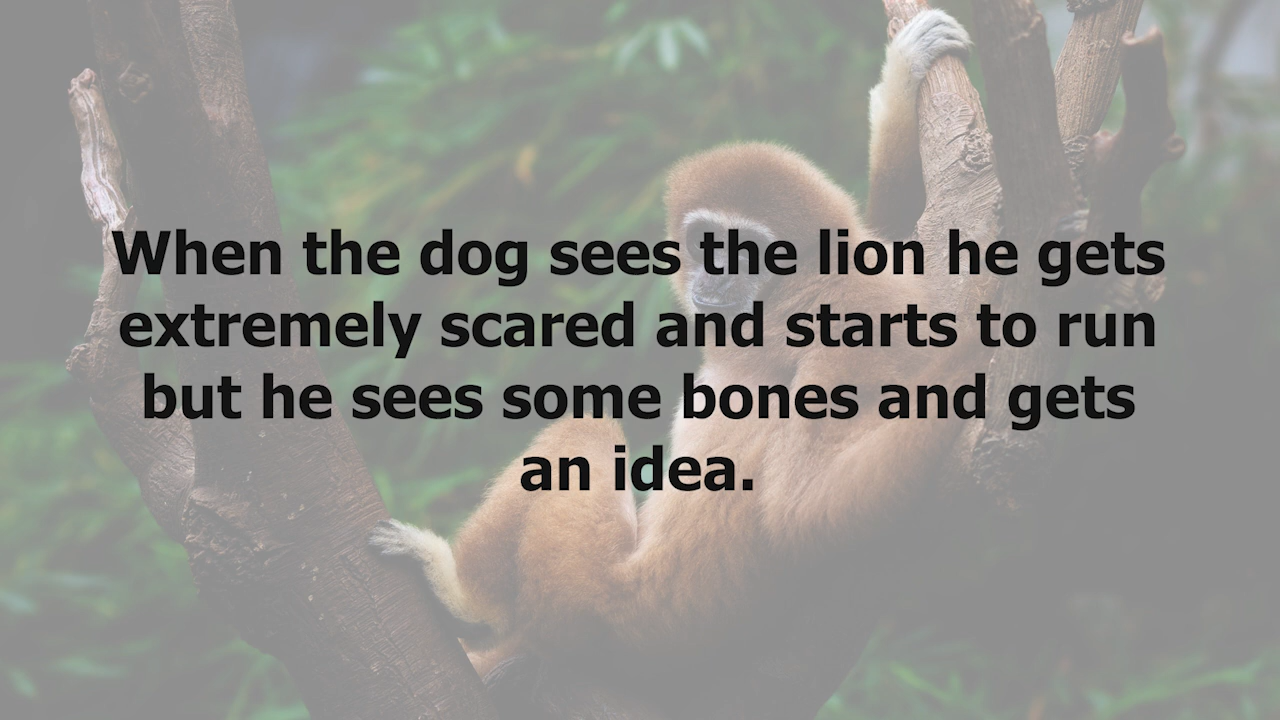 When the dog sees the lion he gets
extremely scared and starts to run
but he sees some bones and gets
an idea.